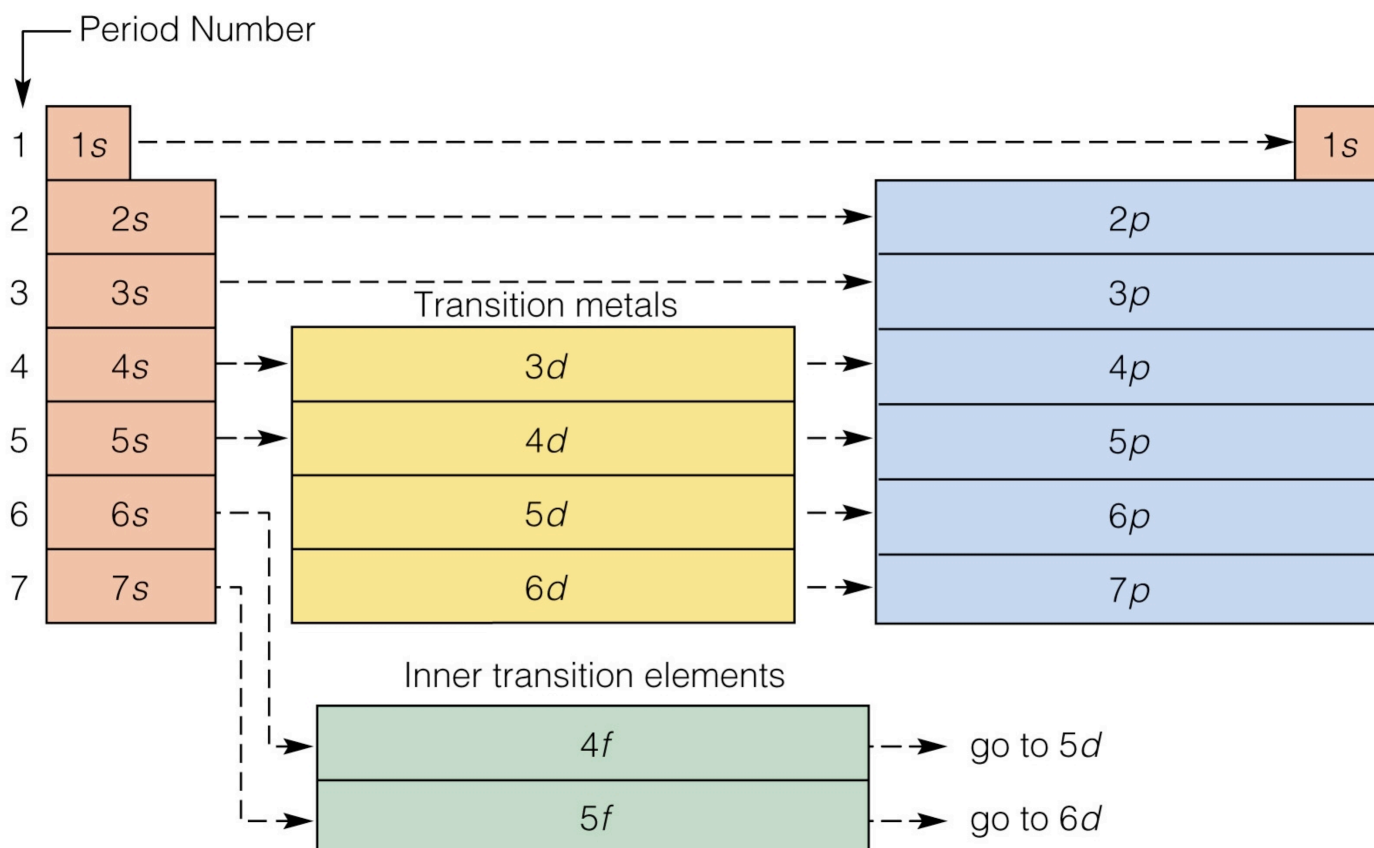 Period Number
1 1s 1s
2 2s 2p
3 3s 3p
Transition metals
4 4s 3d 4p
5 5s 4d 5p
6 6s 5d 6p
7 7s 6d 7p
Inner transition elements
4f go to 5d
5f go to 6d